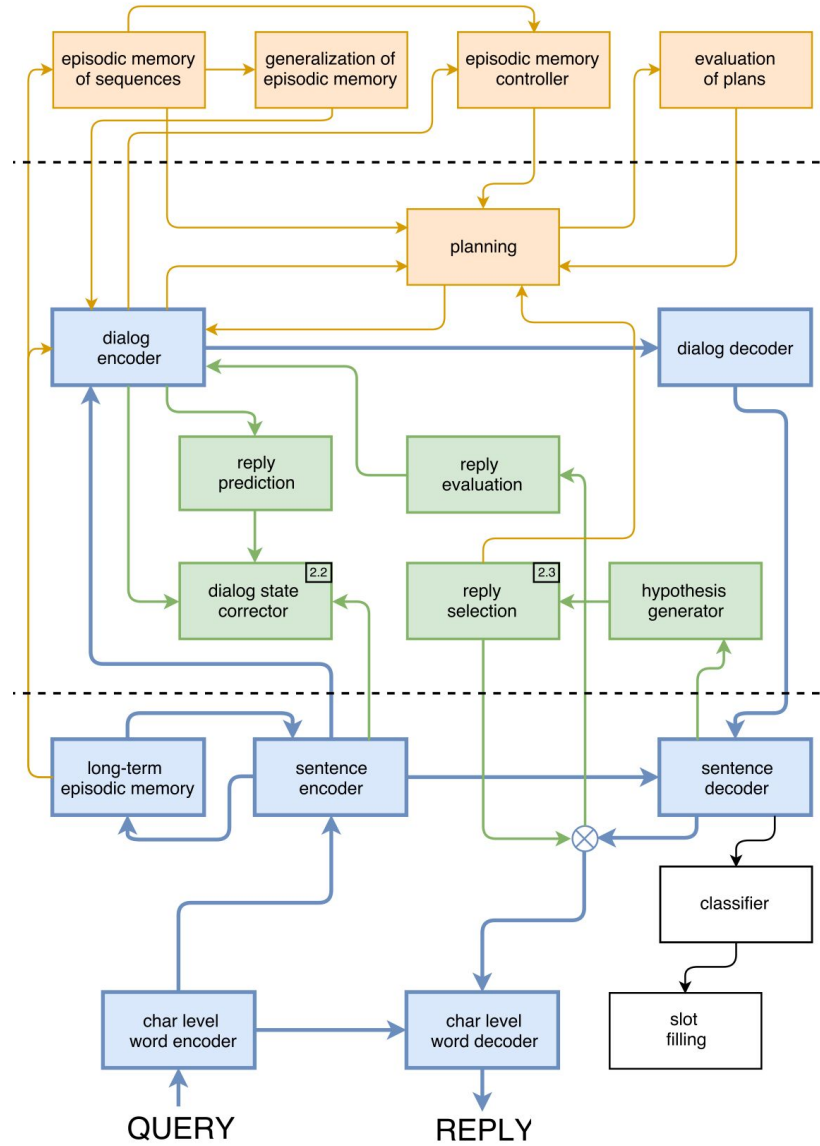 episodic memory
of sequences
generalization of
episodic memory
episodic memory
controller
evaluation
of plans
planning
dialog
encoder
dialog decoder
reply
prediction
reply
evaluation
2.2
dialog state
corrector
2.3
reply
selection
hypothesis
generator
long-term
episodic memory
sentence
encoder
sentence
decoder
classifier
char level
word encoder
char level
word decoder
slot
filling
QUERY
REPLY